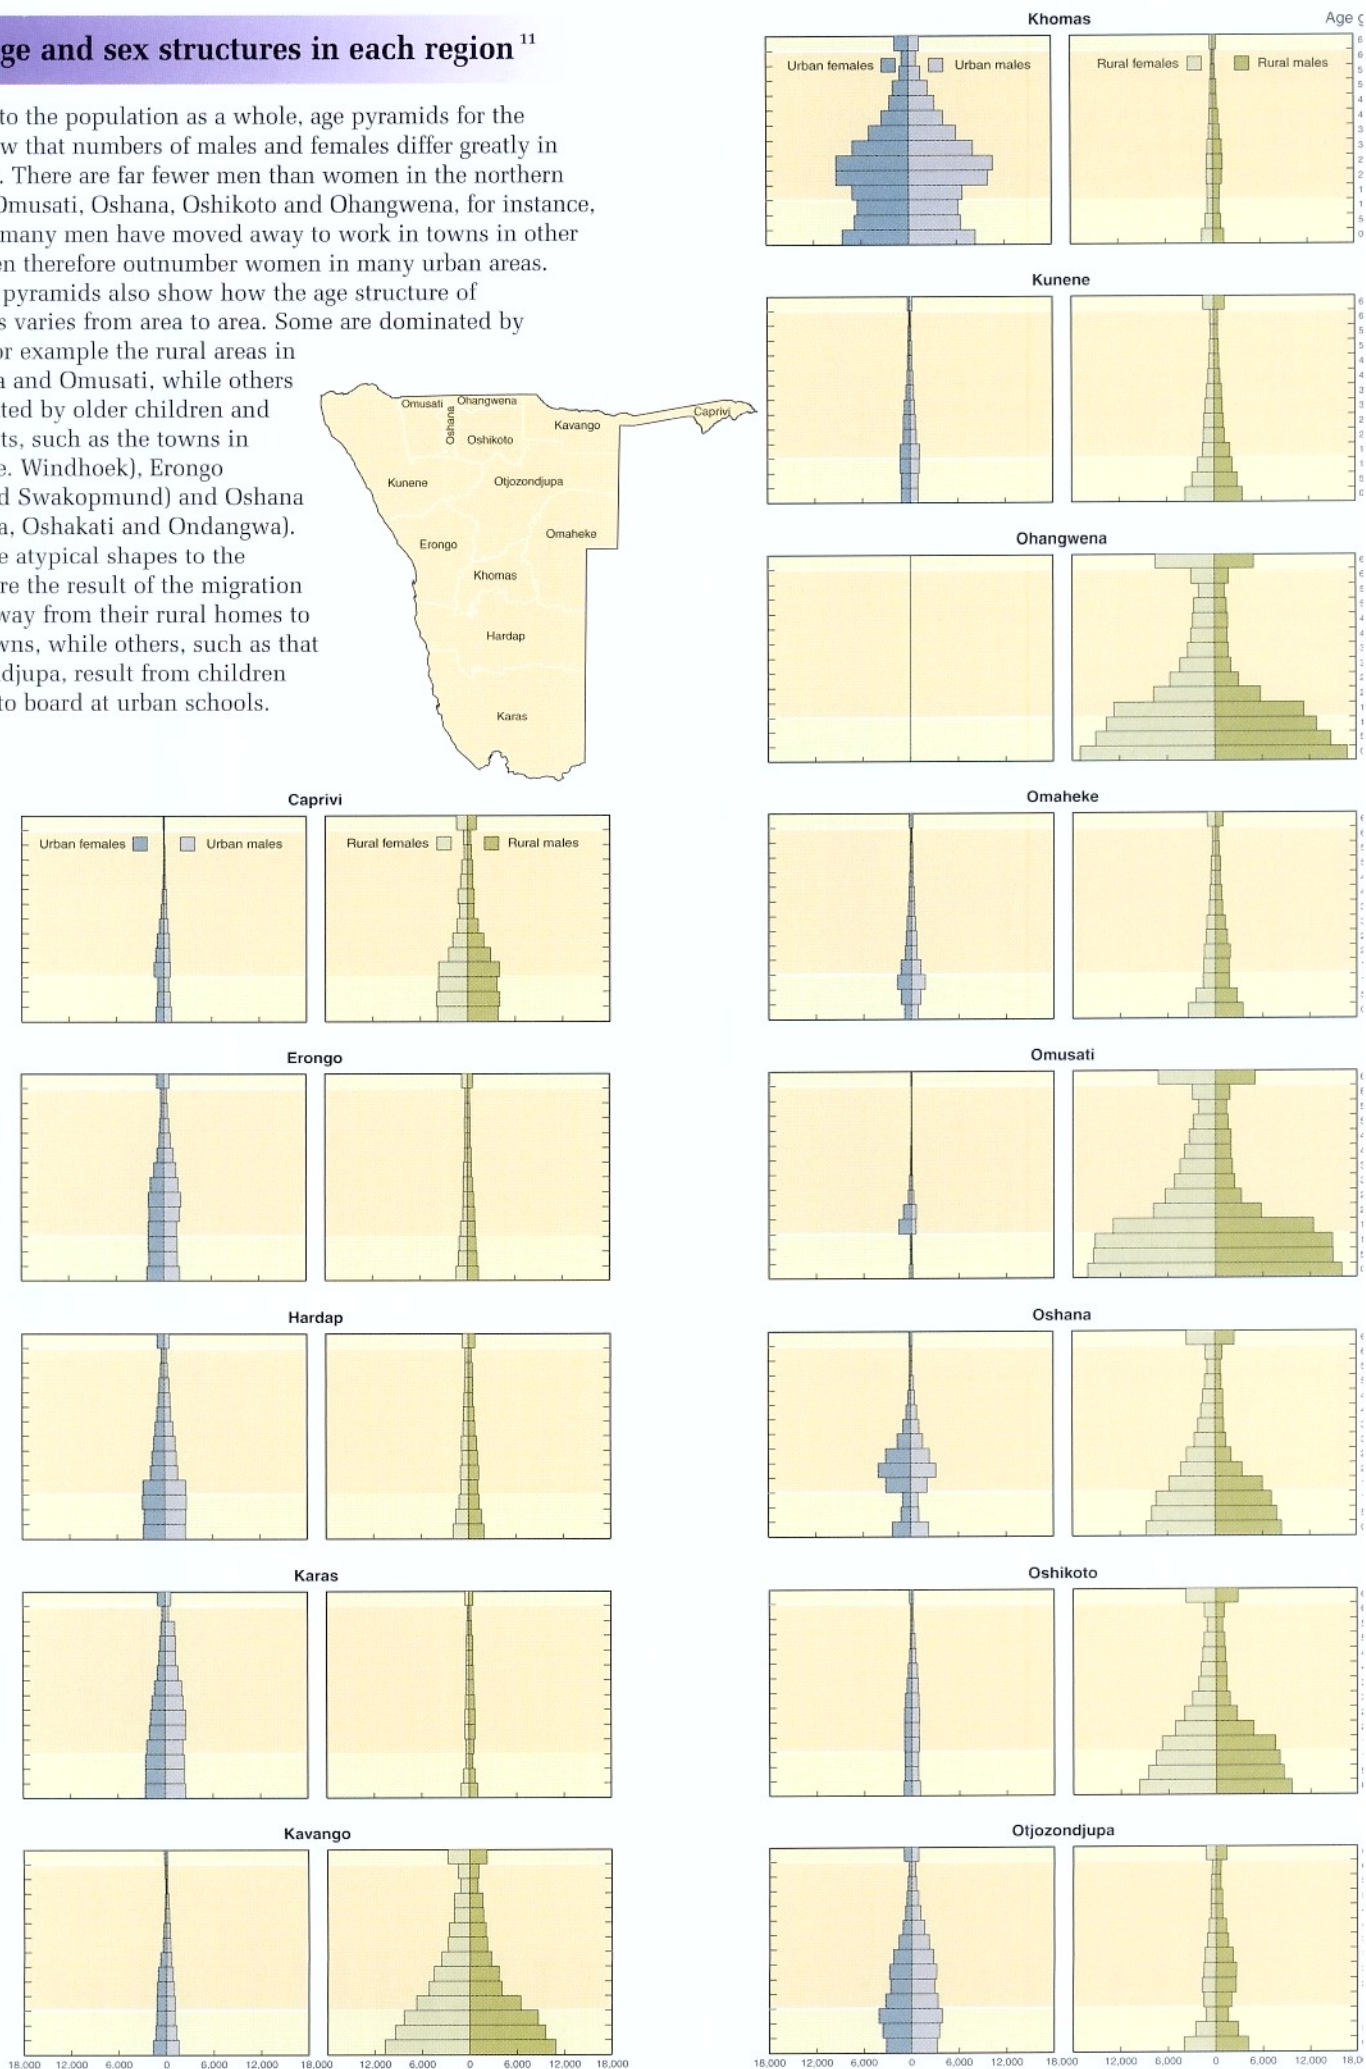 ge and sex structures in each region 11
to the population as a whole, age pyramids for the
w that numbers of males and females differ greatly in
. There are far fewer men than women in the northern
Omusati, Oshana, Oshikoto and Ohangwena, for instance,
many men have moved away to work in towns in other
en therefore outnumber women in many urban areas.
pyramids also show how the age structure of
s varies from area to area. Some are dominated by
or example the rural areas in
a and Omusati, while others
ted by older children and
ts, such as the towns in
e. Windhoek), Erongo
d Swakopmund) and Oshana
a, Oshakati and Ondangwa).
e atypical shapes to the
re the result of the migration
way from their rural homes to
wns, while others, such as that
djupa, result from children
to board at urban schools.
Omusati
Oshana
Ohangwena
Oshikoto
Kavango
Caprivi
Kunene
Otjozondjupa
Erongo
Omaheke
Khomas
Hardap
Karas
Caprivi
Urban females Urban males
Rural females Rural males
Erongo
Hardap
Karas
Kavango
18,000 12,000 6,000 0 6,000 12,000 18,000 12,000 6,000 0 6,000 12,000 18,000
Khomas
Age g
Urban females Urban males
Rural females Rural males
Kunene
Ohangwena
Omaheke
Omusati
Oshana
Oshikoto
Otjozondjupa
18,000 12,000 6,000 0 6,000 12,000 18,000 12,000 6,000 0 6,000 12,000 18,0